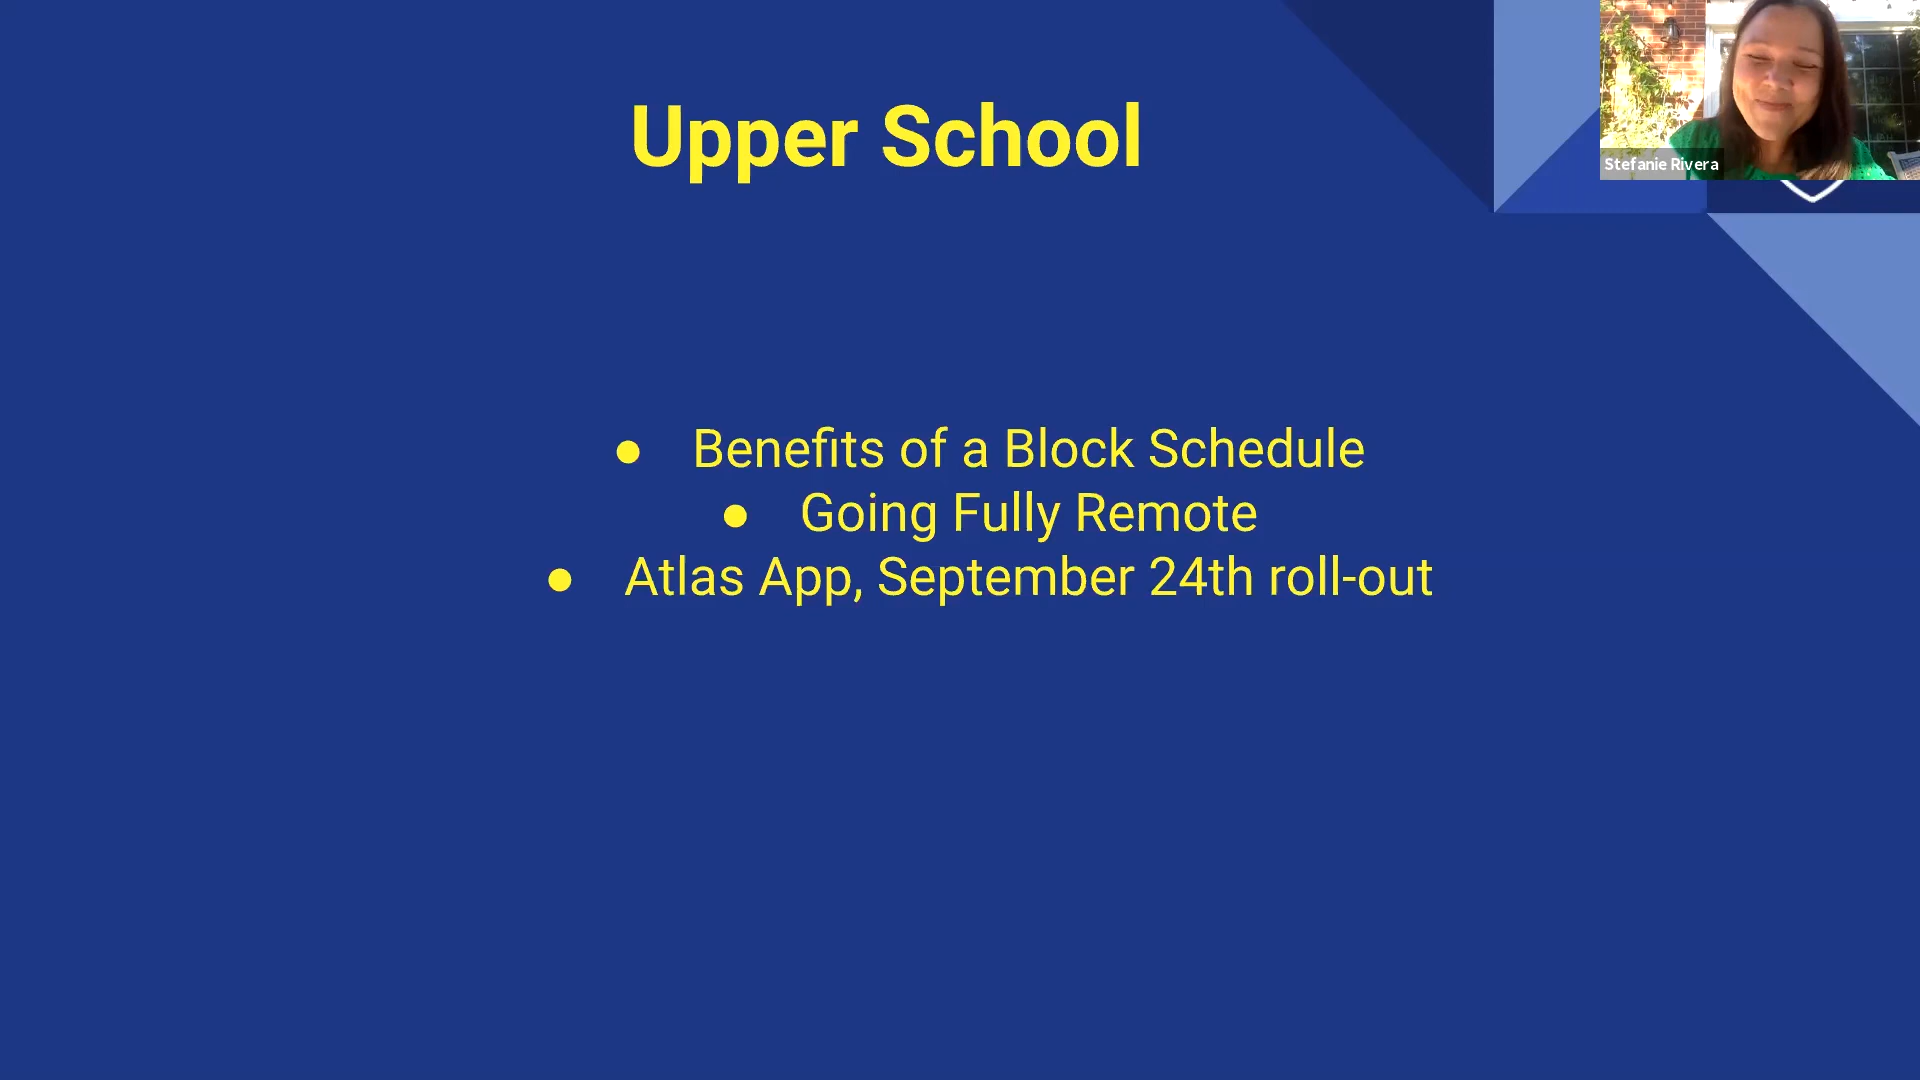 Upper School
Stefanie Rivera
● Benefits of a Block Schedule
● Going Fully Remote
● Atlas App, September 24th roll-out